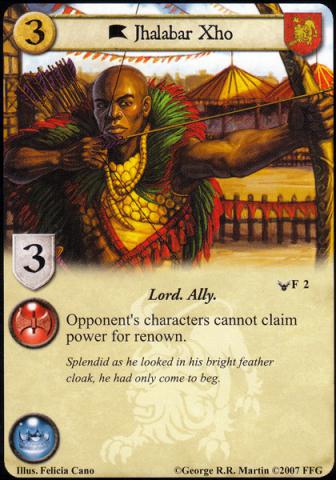 3
Jhalabar Xho
3
F 2
Lord. Ally.
Opponent's characters cannot claim
power for renown.
Splendid as he looked in his bright feather
cloak, he had only come to beg.
Illus. Felicia Cano ©George R.R. Martin ©2007 FFG